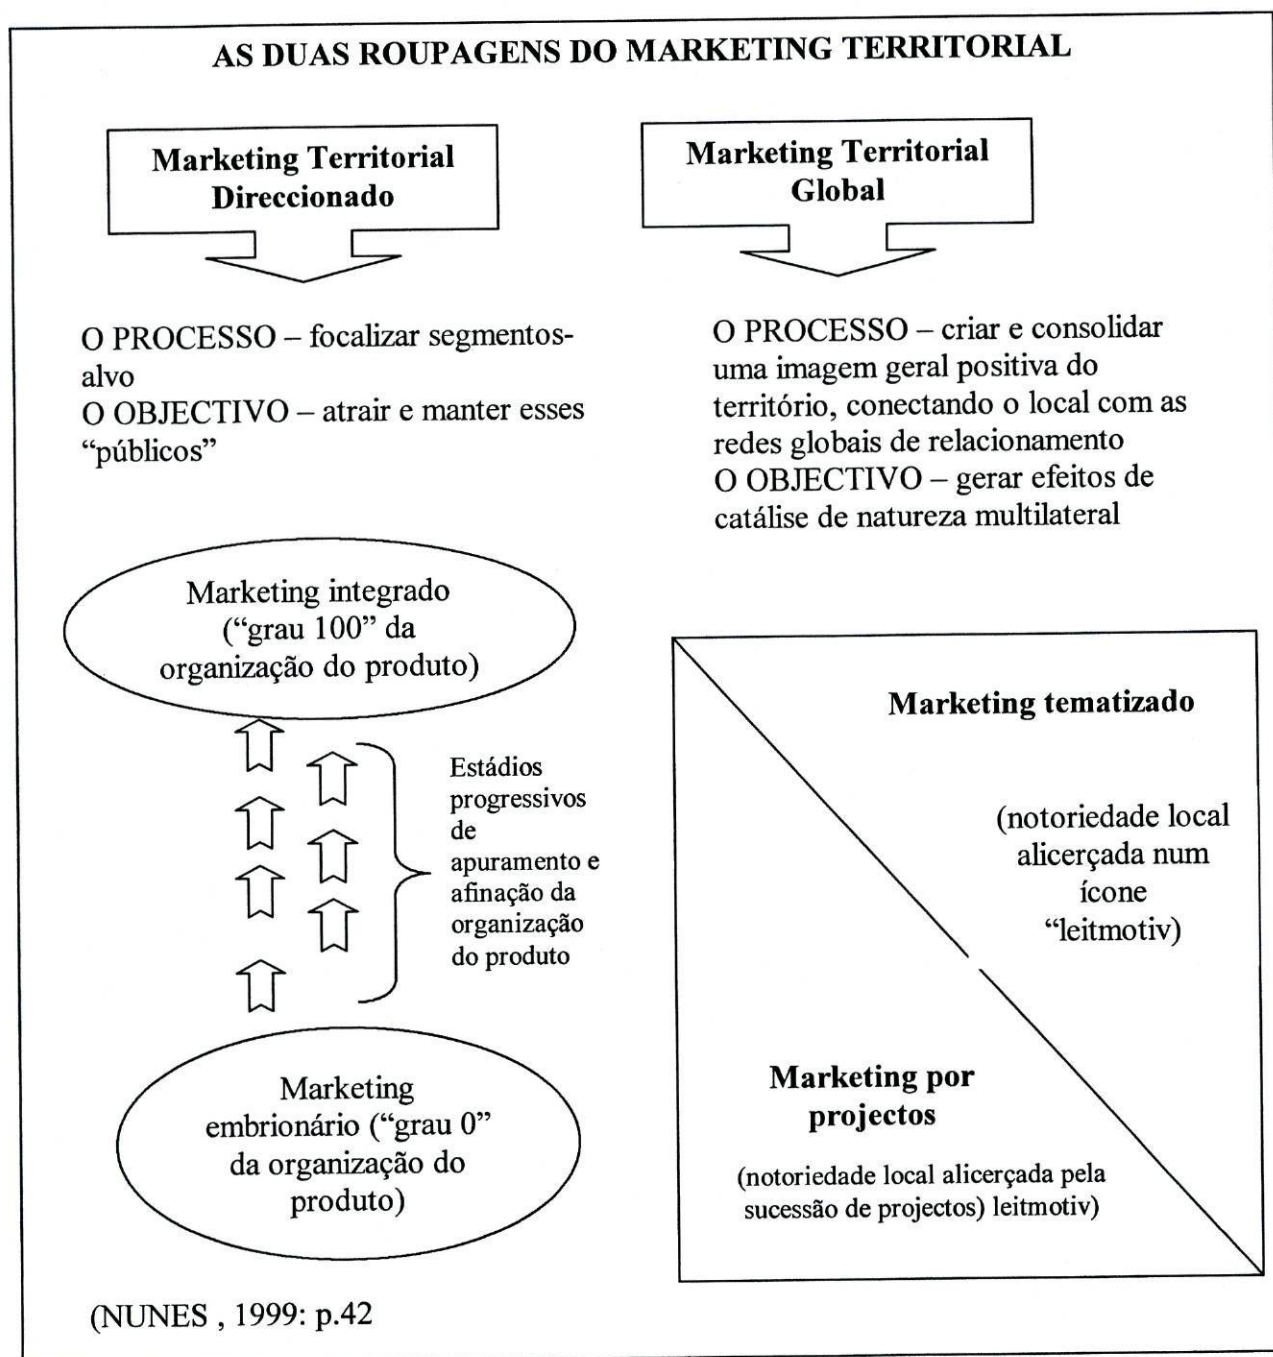 AS DUAS ROUPAGENS DO MARKETING TERRITORIAL
Marketing Territorial
Direccionado
O PROCESSO – focalizar segmentos-
alvo
O OBJECTIVO – atrair e manter esses
“públicos”
Marketing integrado
(“grau 100” da
organização do produto)
Estádios
progressivos
de
apuramento e
afinação da
organização
do produto
Marketing
embrionário (“grau 0”
da organização do
produto)
Marketing Territorial
Global
O PROCESSO – criar e consolidar
uma imagem geral positiva do
território, conectando o local com as
redes globais de relacionamento
O OBJECTIVO – gerar efeitos de
catálise de natureza multilateral
Marketing tematizado
(notoriedade local
alicerçada num
ícone
“leitmotiv)
Marketing por
projectos
(notoriedade local alicerçada pela
sucessão de projectos) leitmotiv)
(NUNES , 1999: p.42